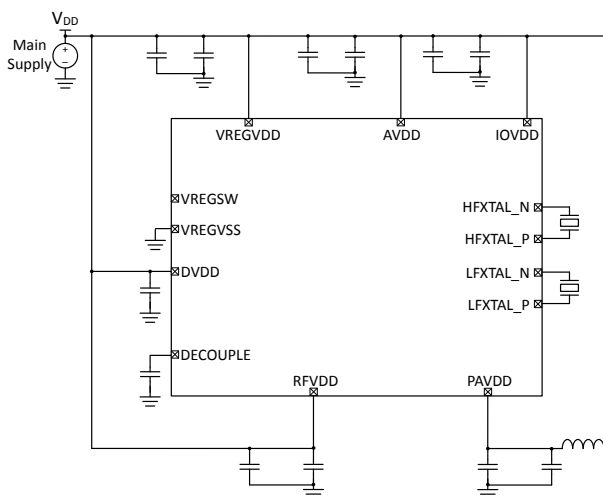 VDD
Main
Supply
+
–
VREGVDD
AVDD
IOVDD
VREGSW
HFXTAL_N
VREGVSS
HFXTAL_P
DVDD
LFXTAL_N
LFXTAL_P
DECOUPLE
RFVDD
PAVDD